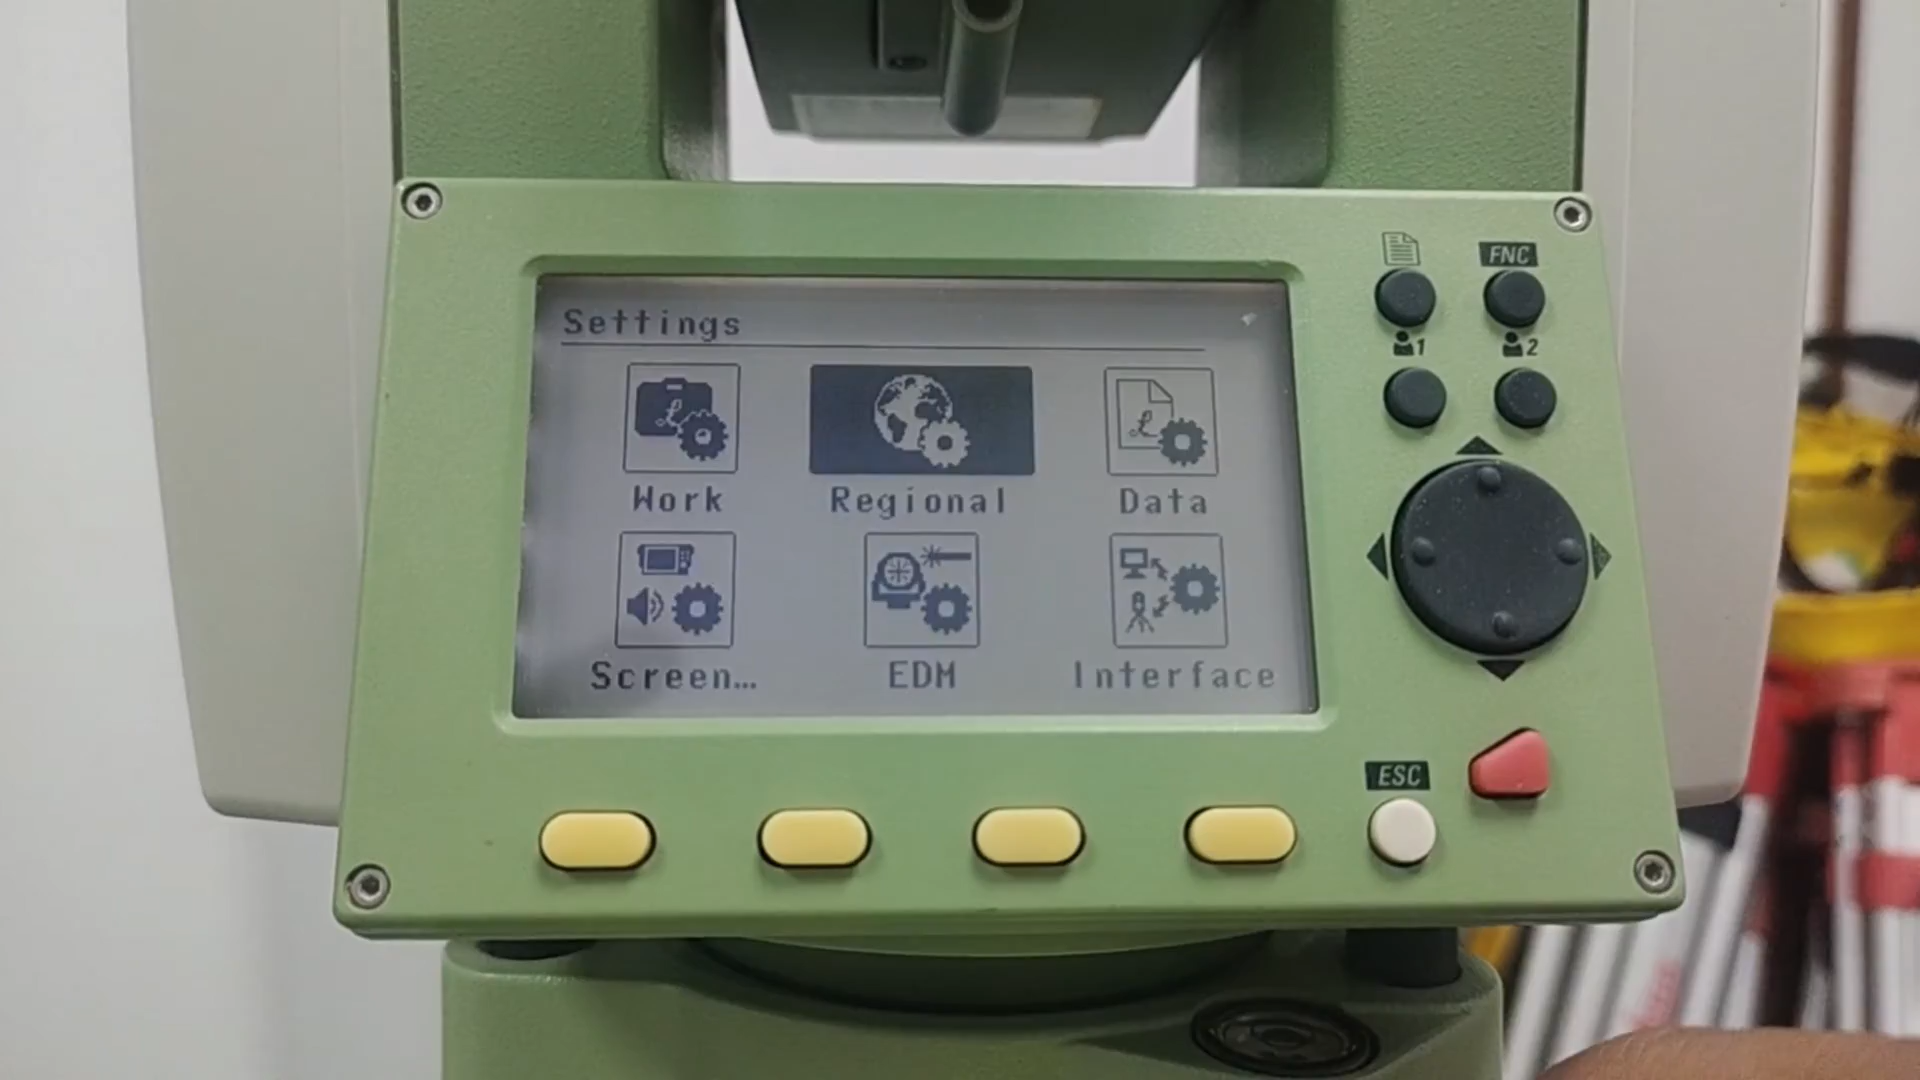 Settings
Work Regional Data
Screen… EDM Interface
FNC
1 2
ESC